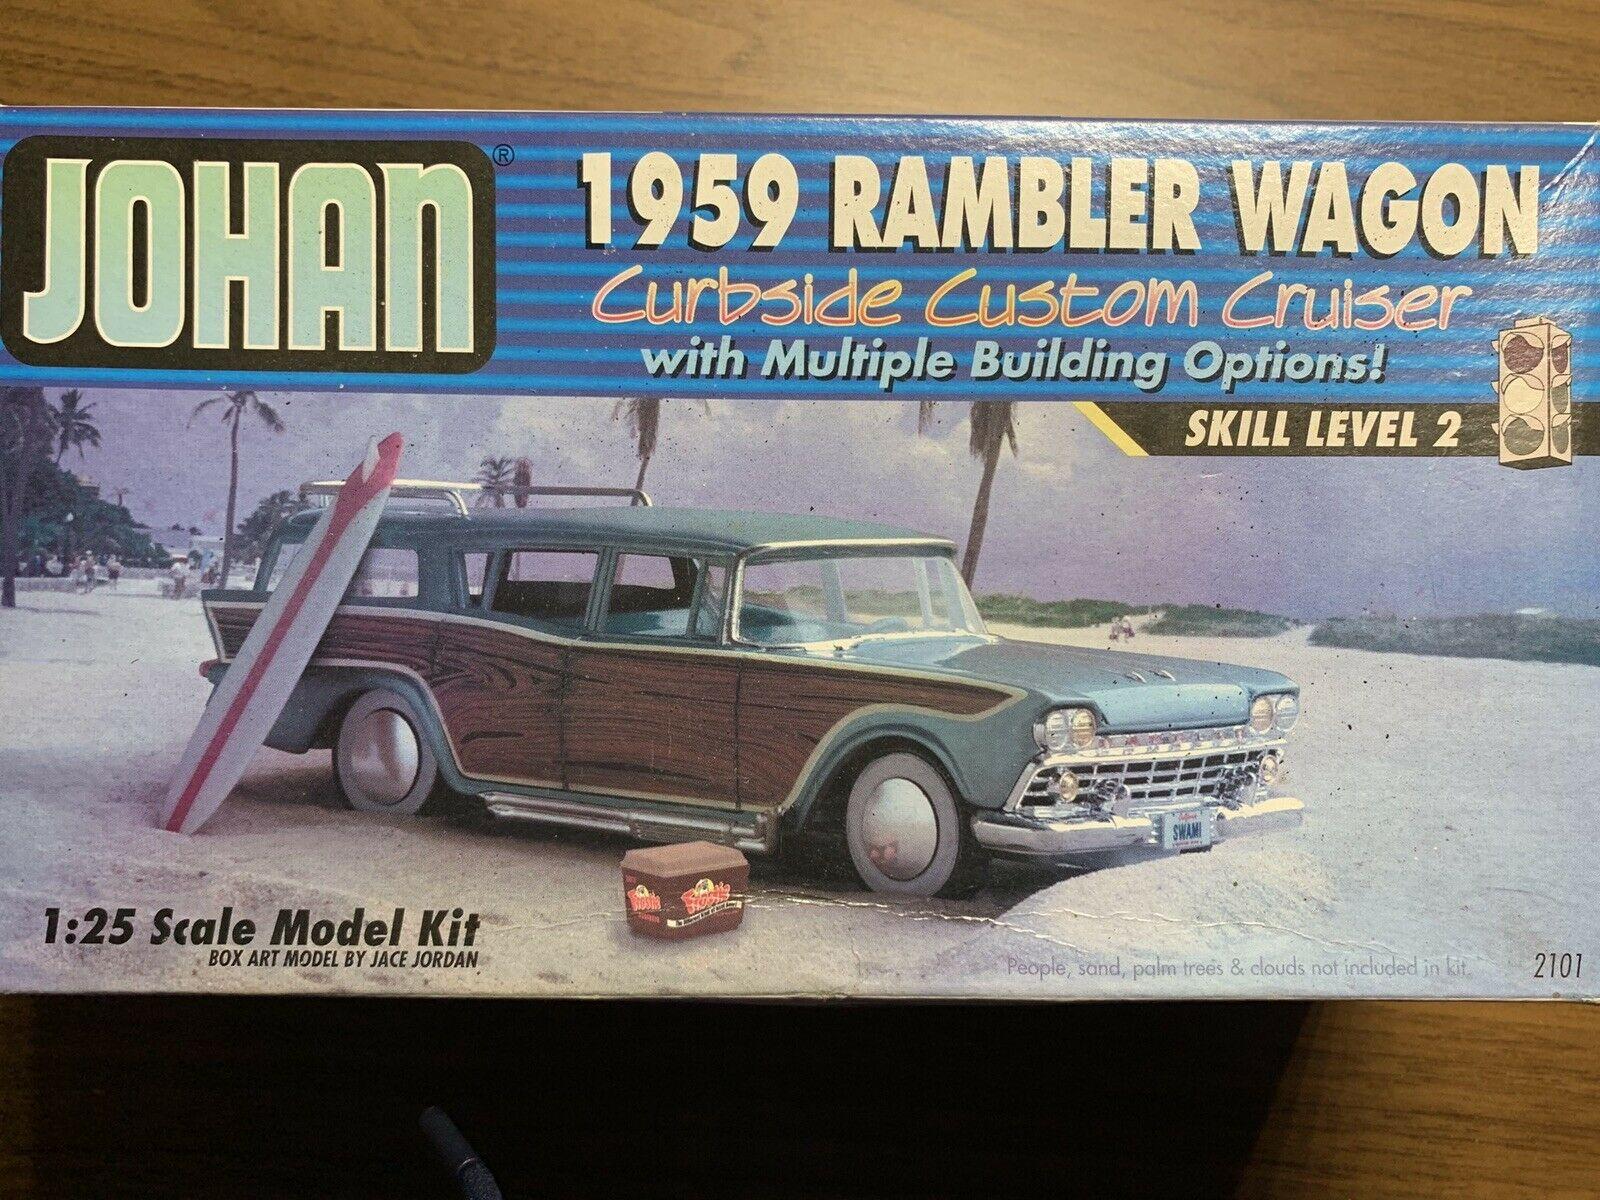 JOHAN®
1959 RAMBLER WAGON
Curbside Custom Cruiser
with Multiple Building Options!
SKILL LEVEL 2
SWAMI
1:25 Scale Model Kit
BOX ART MODEL BY JACE JORDAN
People, sand, palm trees & clouds not included in kit.
2101